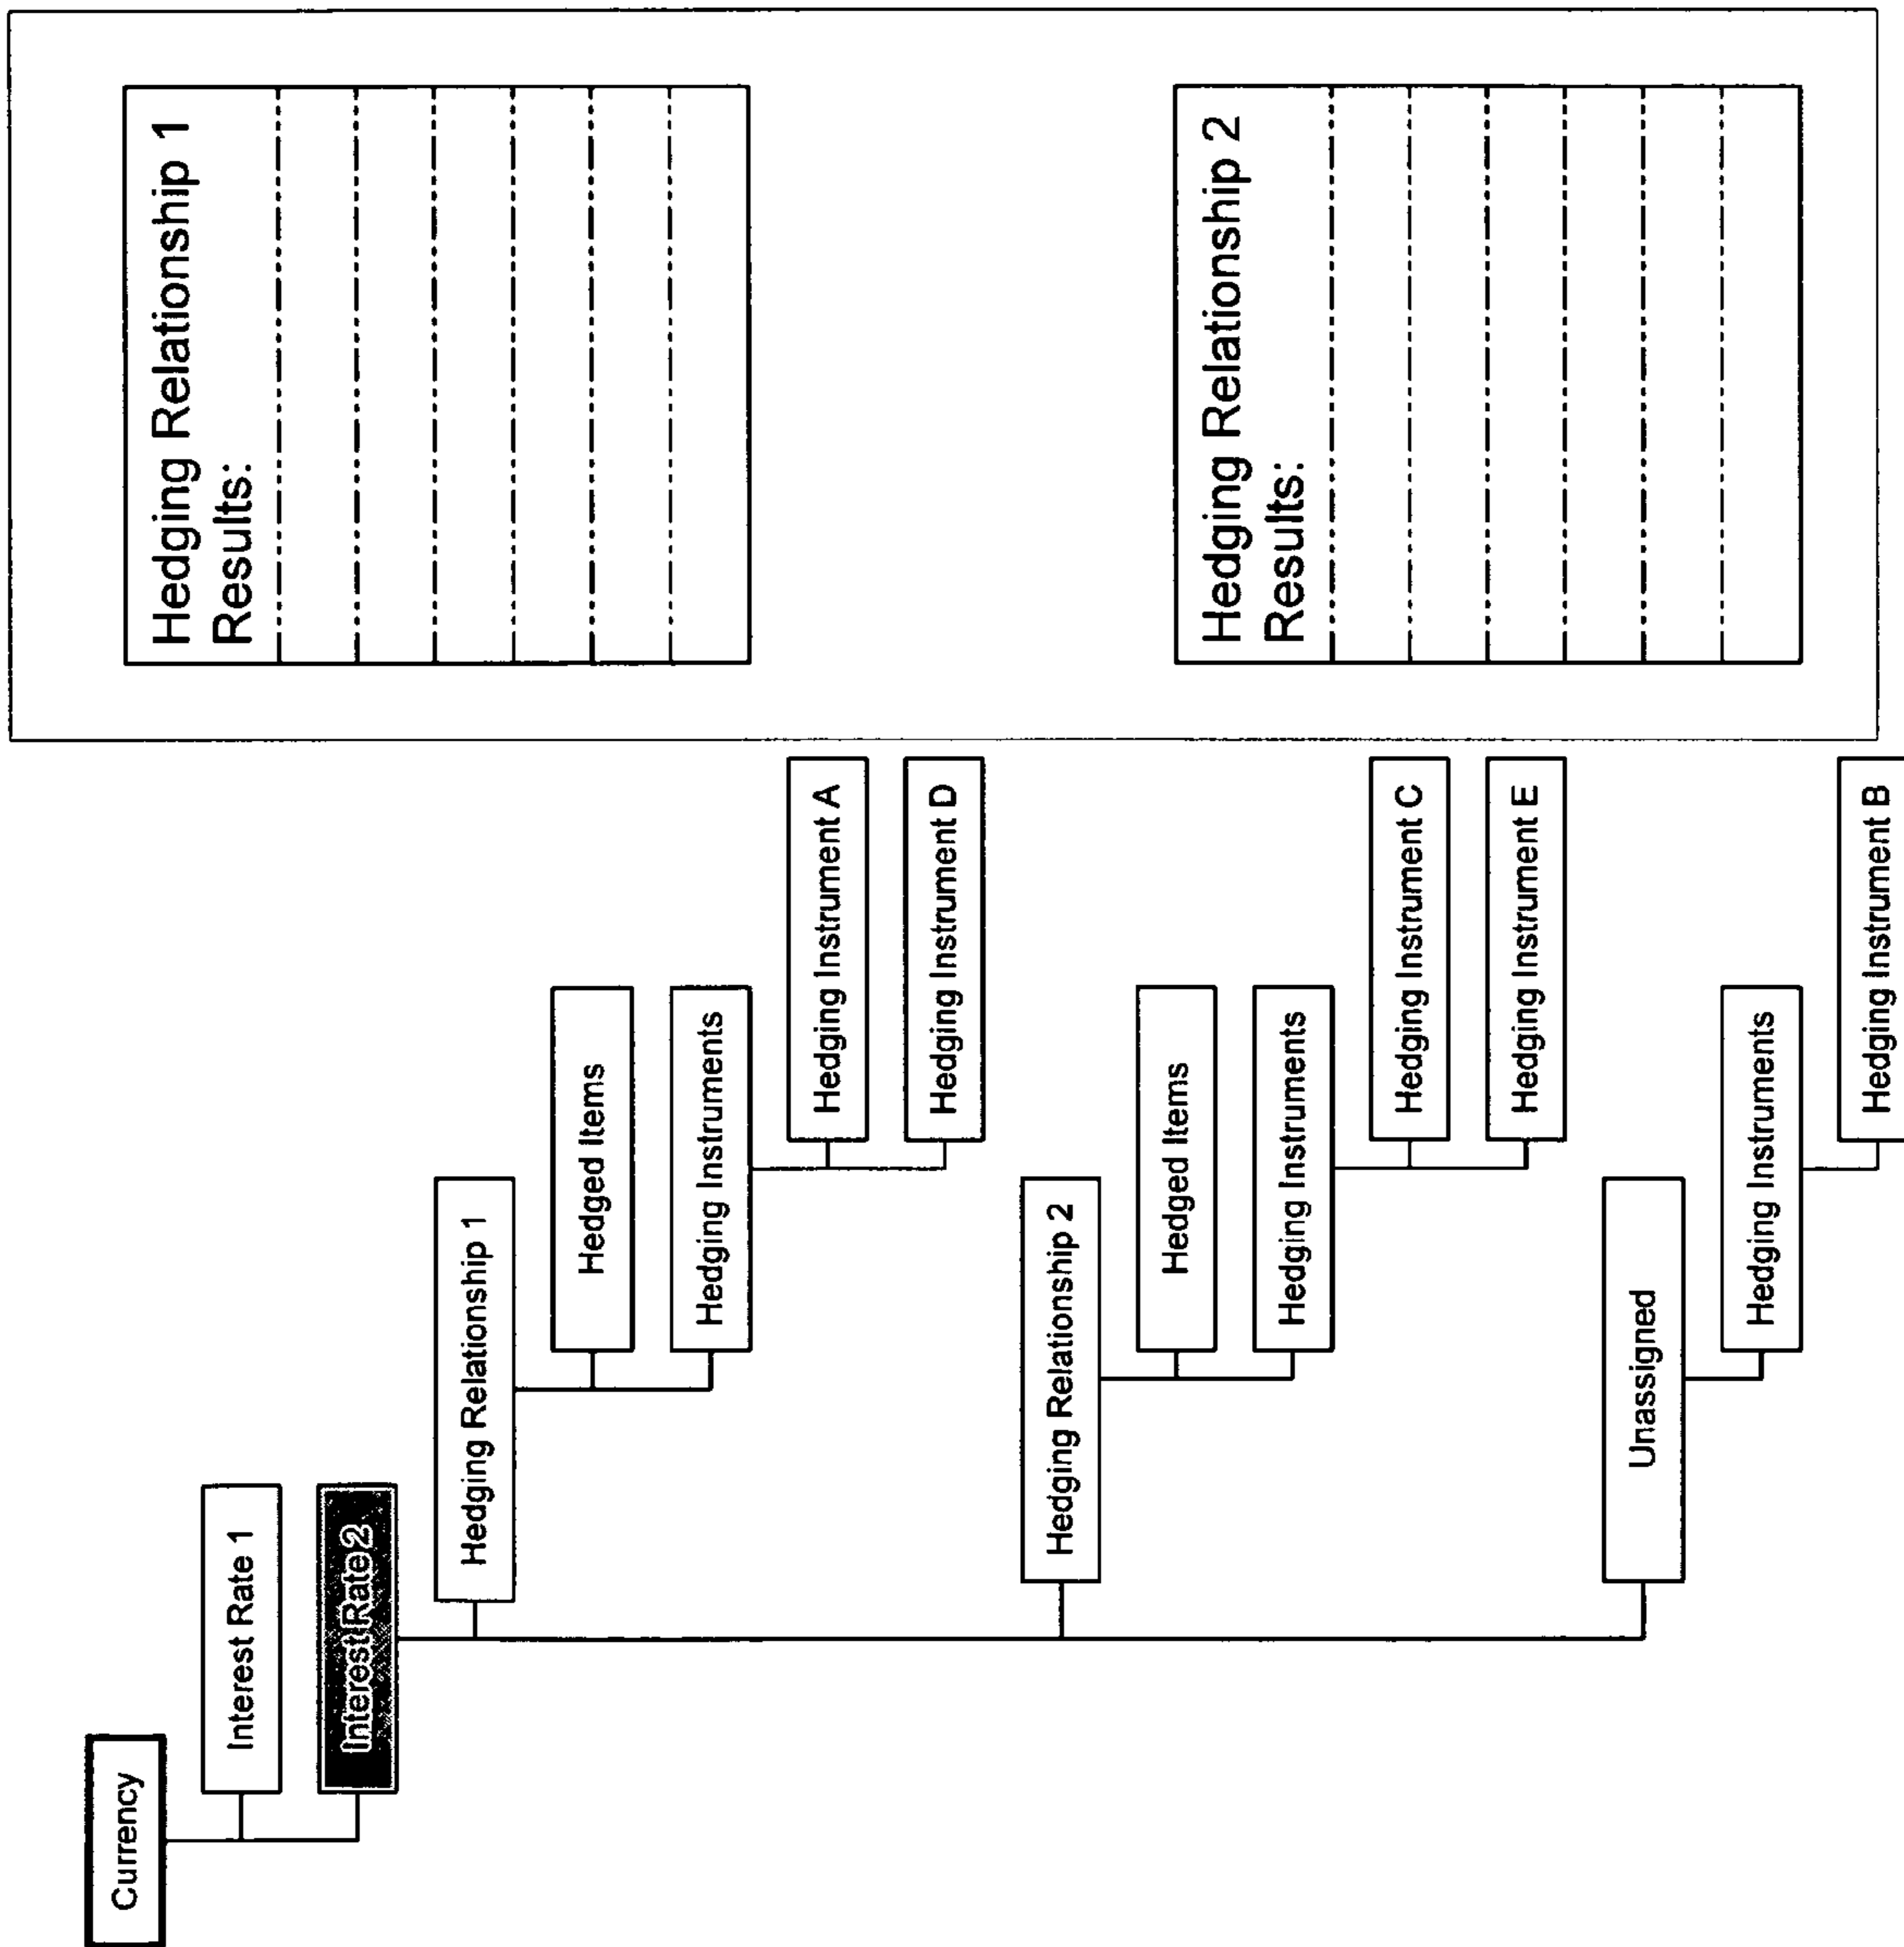 Currency
Interest Rate 1
Interest Rate 2
Hedging Relationship 1
Hedged Items
Hedging Instruments
Hedging Instrument A
Hedging Instrument D
Hedging Relationship 2
Hedged Items
Hedging Instruments
Hedging Instrument C
Hedging Instrument E
Unassigned
Hedging Instruments
Hedging Instrument B
Hedging Relationship 1
Results:
Hedging Relationship 2
Results: